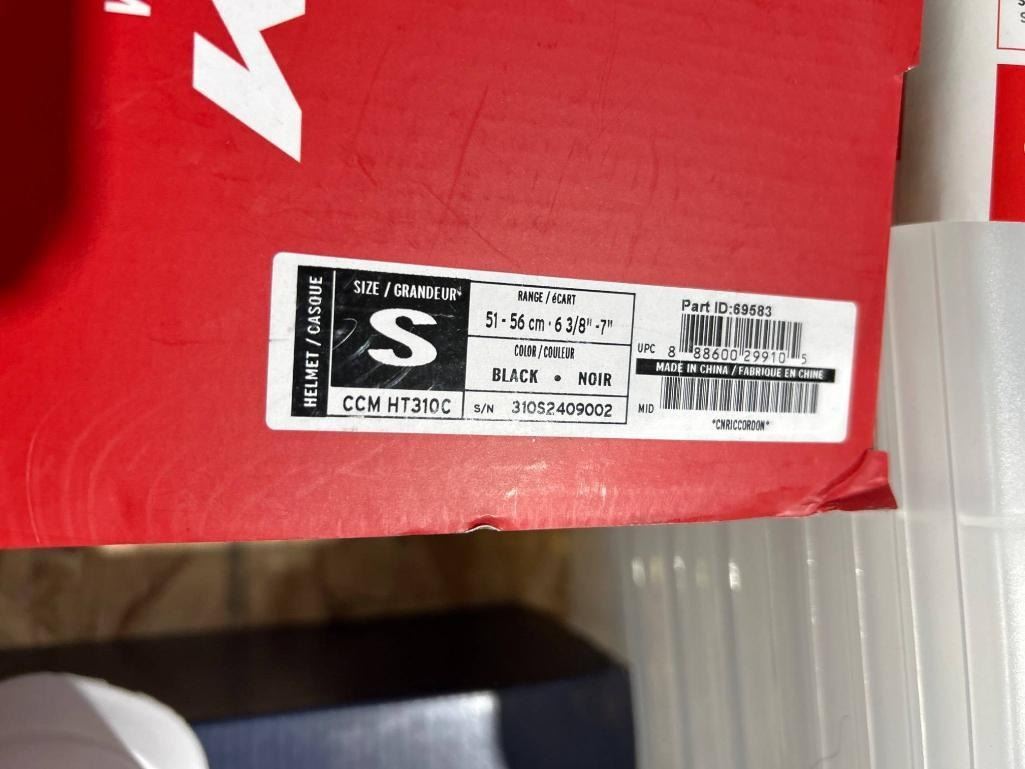 HELMET / CASQUE
SIZE / GRANDEUR
S
CCM HT310C
RANGE / éCART
51 - 56 cm · 6 3/8" -7"
COLOR / COULEUR
BLACK • NOIR
S/N 310S2409002
Part ID:69583
UPC 8 88600 29910 5
MADE IN CHINA / FABRIQUE EN CHINE
MID
*CNRICCORDON*